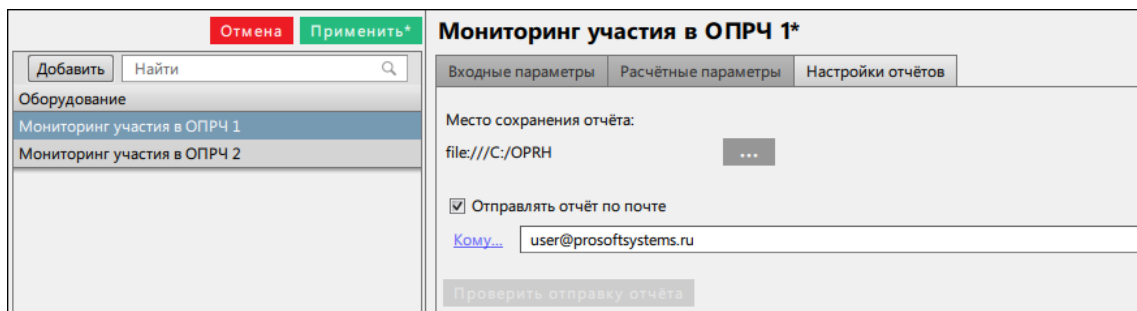 Отмена
Применить*
Добавить
Найти
Оборудование
Мониторинг участия в ОПРЧ 1
Мониторинг участия в ОПРЧ 2
Мониторинг участия в ОПРЧ 1*
Входные параметры
Расчётные параметры
Настройки отчётов
Место сохранения отчёта:
file:///C:/OPRH
...
Отправлять отчёт по почте
Кому...
user@prosoftsystems.ru
Проверить отправку отчёта